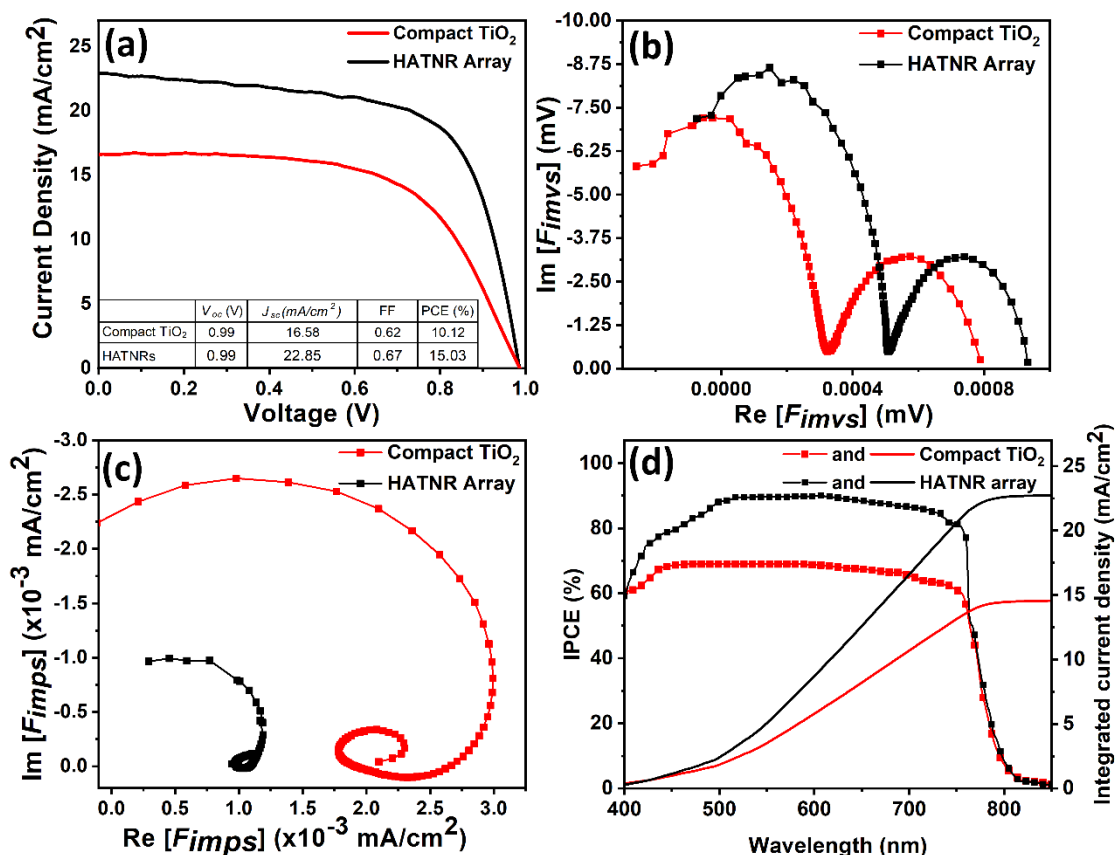 (a)
Compact TiO₂
HATNR Array
Current Density (mA/cm²)
25
20
15
10
5
0
V oc (V) J sc (mA/cm²) FF PCE (%)
Compact TiO₂ 0.99 16.58 0.62 10.12
HATNRs 0.99 22.85 0.67 15.03
0.0 0.2 0.4 0.6 0.8 1.0
Voltage (V)
(b)
Compact TiO₂
HATNR Array
Im [Fimvs] (mV)
-10.00
-8.75
-7.50
-6.25
-5.00
-3.75
-2.50
-1.25
0.00
0.0000 0.0004 0.0008
Re [Fimvs] (mV)
(c)
Compact TiO₂
HATNR Array
Im [Fimps] (x10⁻³ mA/cm²)
-3.0
-2.5
-2.0
-1.5
-1.0
-0.5
0.0
0.0 0.5 1.0 1.5 2.0 2.5 3.0
Re [Fimps] (x10⁻³ mA/cm²)
(d)
and Compact TiO₂
and HATNR Array
IPCE (%)
100
80
60
40
20
0
Integrated current density (mA/cm²)
25
20
15
10
5
0
400 500 600 700 800
Wavelength (nm)